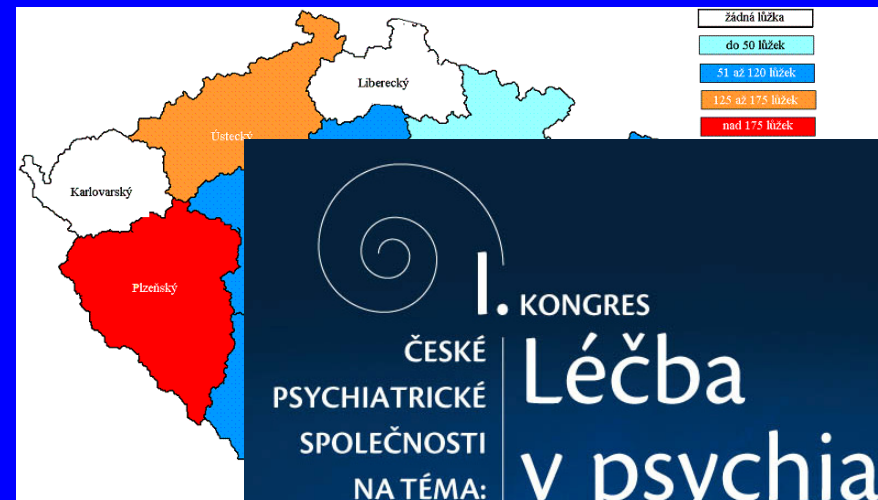 žádná lůžka
do 50 lůžek
51 až 120 lůžek
125 až 175 lůžek
nad 175 lůžek
Liberecký
Ústecký
Karlovarský
Plzeňský
I. KONGRES
ČESKÉ
PSYCHIATRICKÉ
SPOLEČNOSTI
NA TÉMA:
Léčba
v psychia